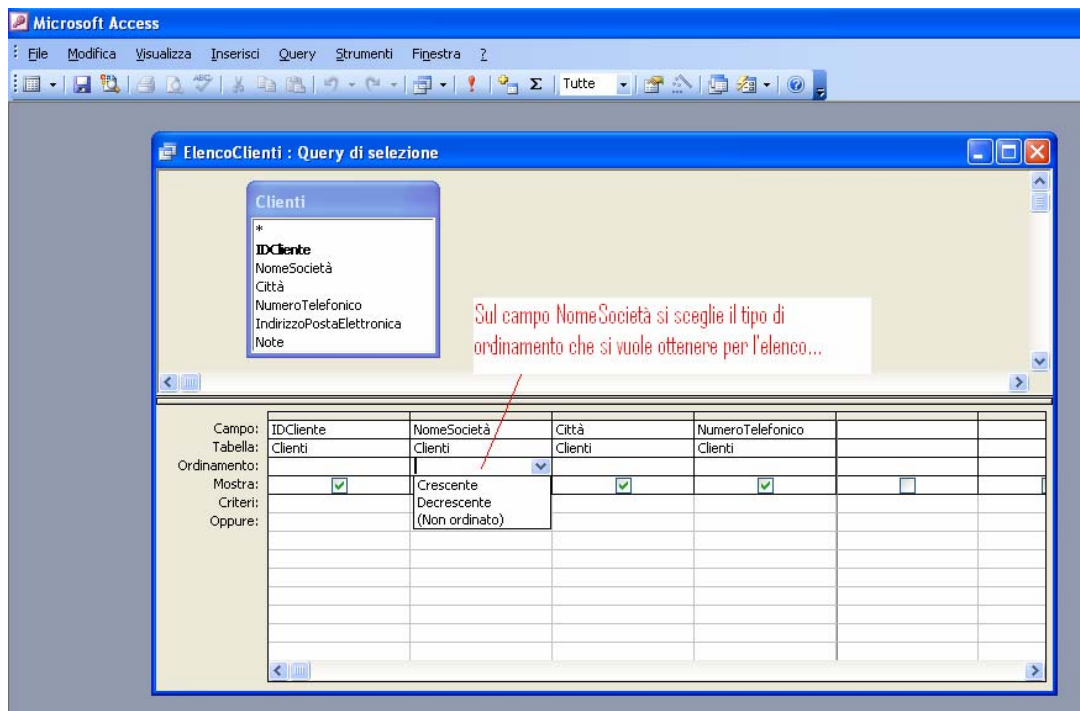 Microsoft Access
File Modifica Visualizza Inserisci Query Strumenti Finestra ?
ABC Σ Tutte
ElencoClienti : Query di selezione
Clienti
*
IDCliente
NomeSocietà
Città
NumeroTelefonico
IndirizzoPostaElettronica
Note
Sul campo NomeSocietà si sceglie il tipo di
ordinamento che si vuole ottenere per l'elenco...
Campo: IDCliente NomeSocietà Città NumeroTelefonico
Tabella: Clienti Clienti Clienti Clienti
Ordinamento:
Mostra:
Criteri:
Oppure:
Crescente
Decrescente
(Non ordinato)